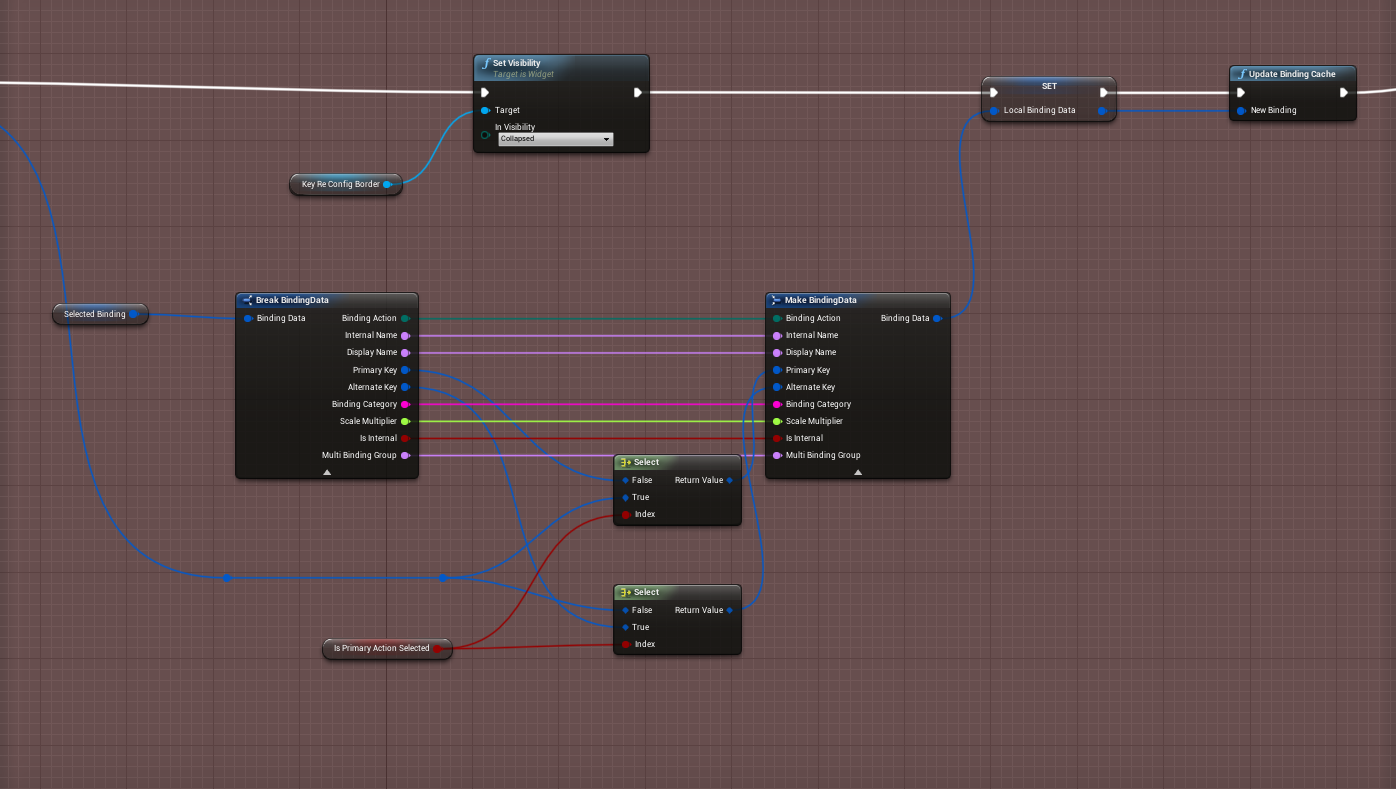 Set Visibility
Target is Widget
Target
In Visibility
Collapsed
Key Re Config Border
SET
Local Binding Data
Update Binding Cache
New Binding
Selected Binding
Break BindingData
Binding Data
Binding Action
Internal Name
Display Name
Primary Key
Alternate Key
Binding Category
Scale Multiplier
Is Internal
Multi Binding Group
Make BindingData
Binding Action
Binding Data
Internal Name
Display Name
Primary Key
Alternate Key
Binding Category
Scale Multiplier
Is Internal
Multi Binding Group
Select
False
Return Value
True
Index
Select
False
Return Value
True
Index
Is Primary Action Selected